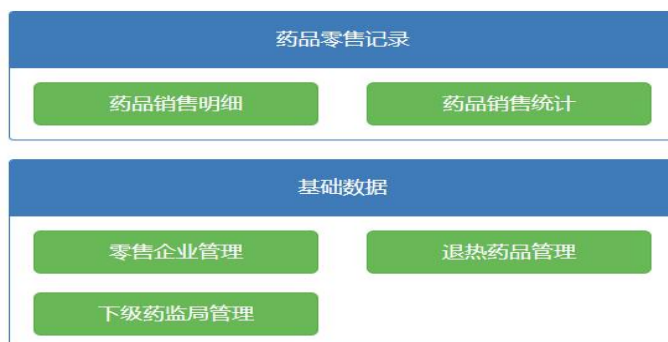 药品零售记录
药品销售明细
药品销售统计
基础数据
零售企业管理
退热药品管理
下级药监局管理